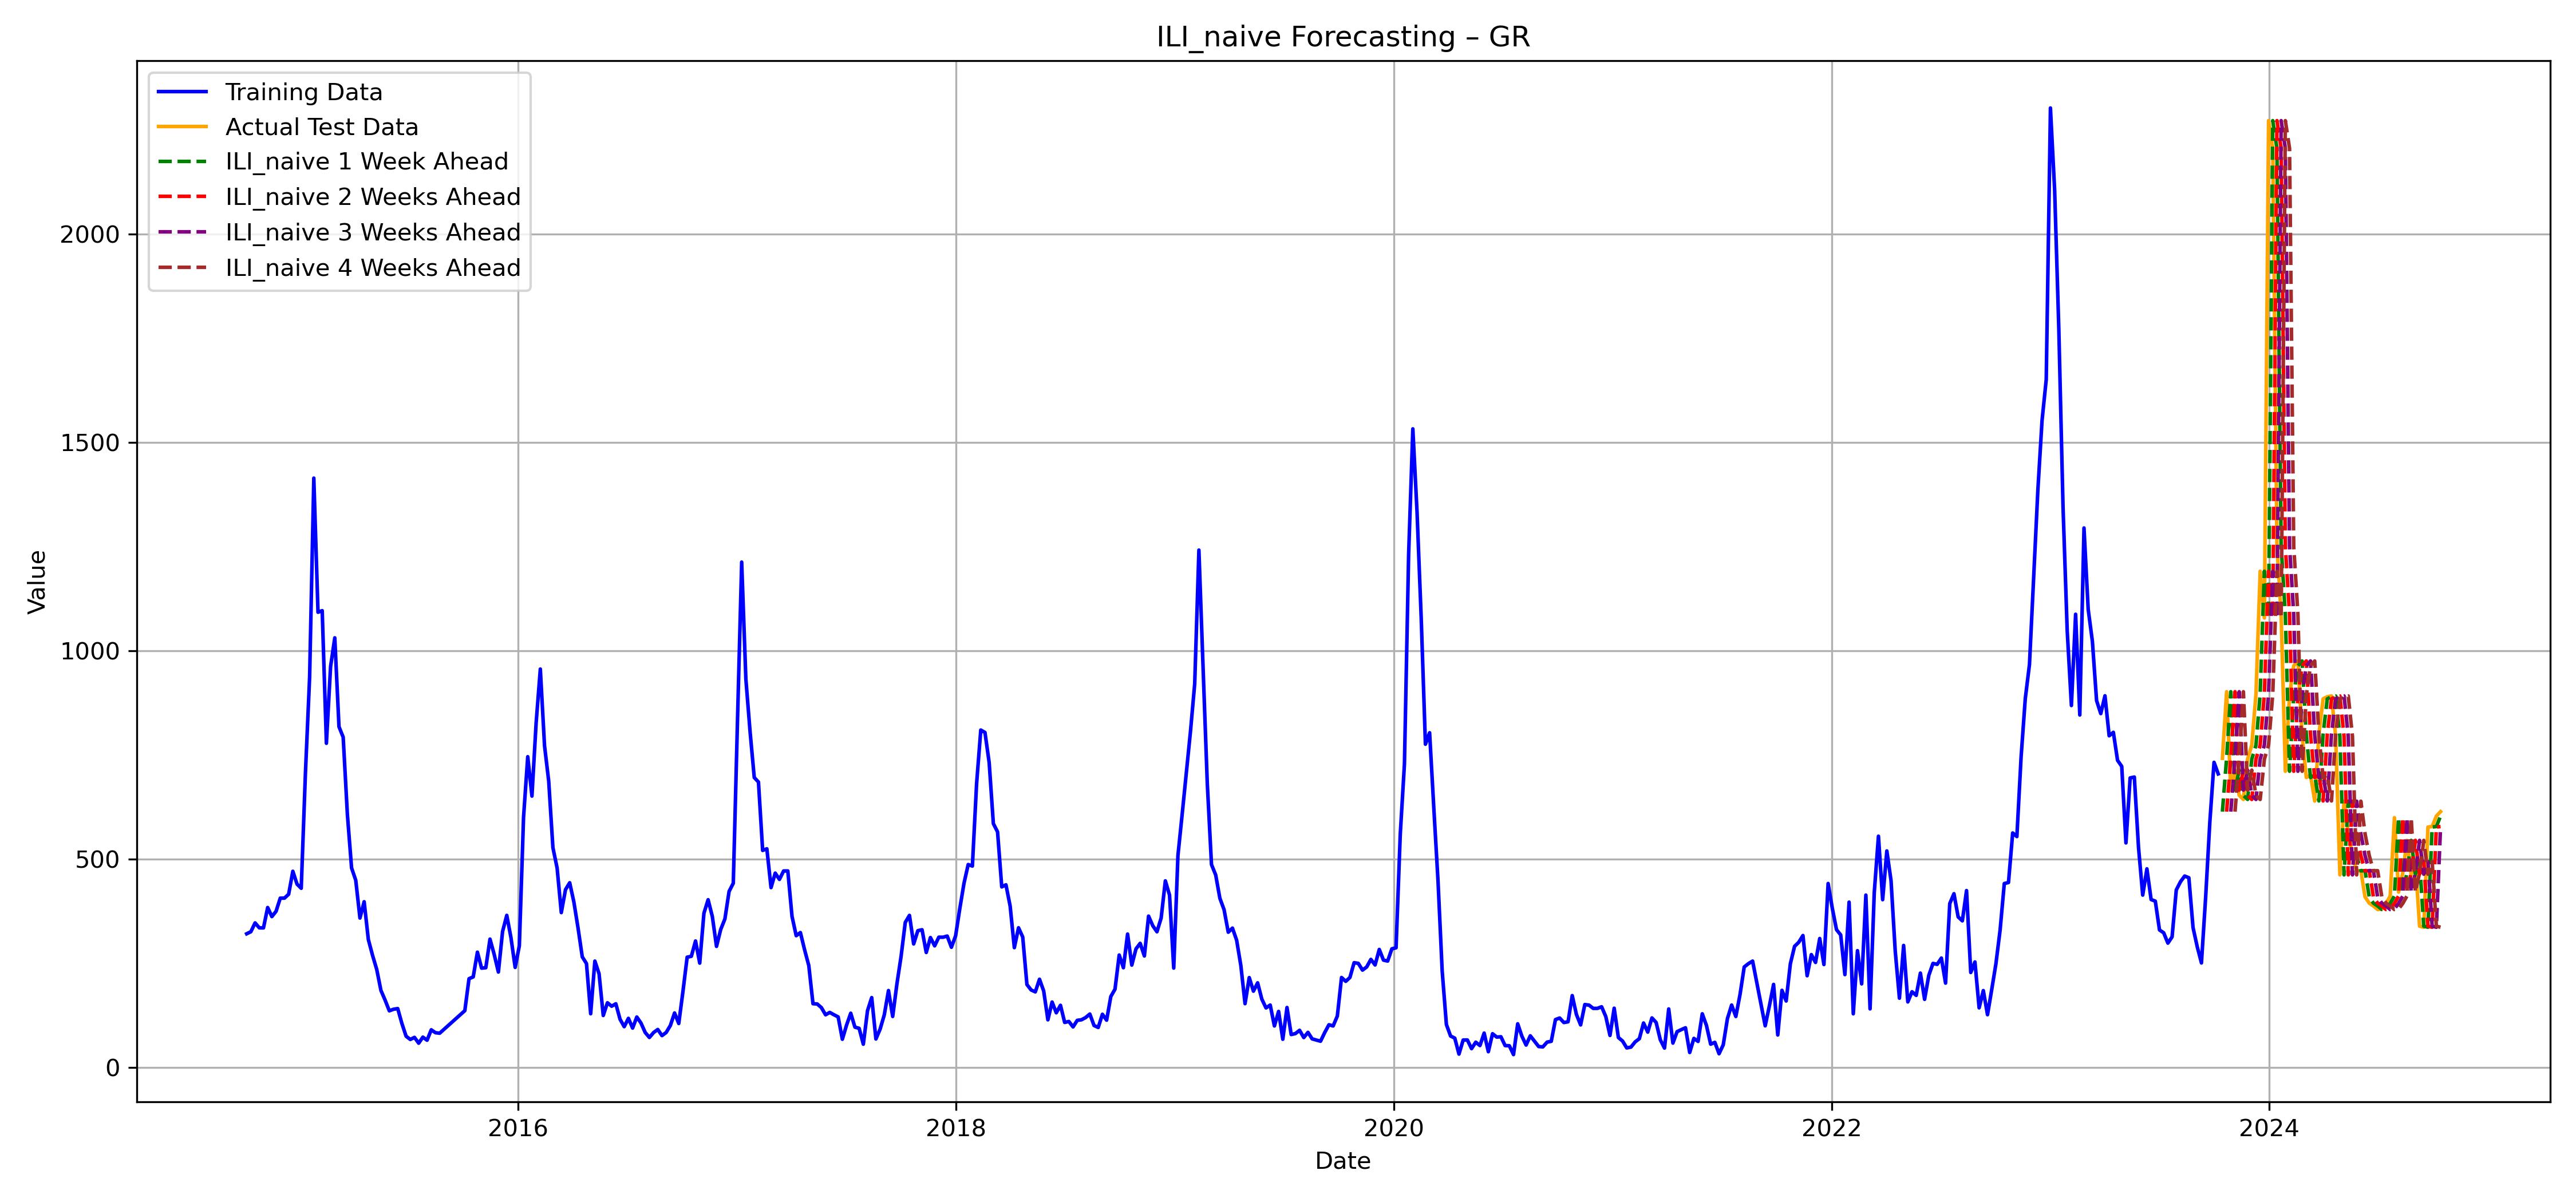 ILI_naive Forecasting – GR
Training Data
Actual Test Data
ILI_naive 1 Week Ahead
ILI_naive 2 Weeks Ahead
ILI_naive 3 Weeks Ahead
ILI_naive 4 Weeks Ahead
2000
1500
1000
500
0
Value
2016
2018
2020
2022
2024
Date